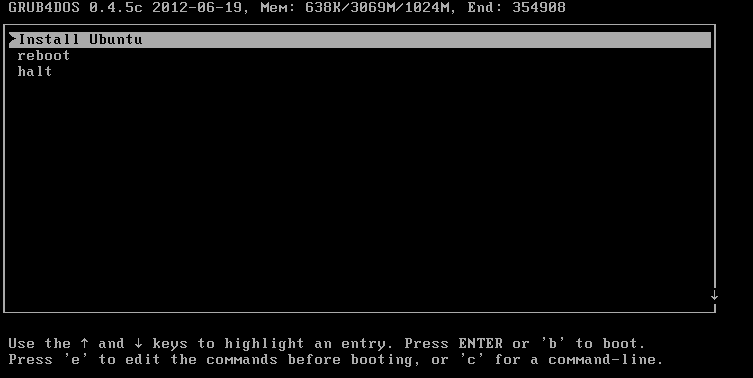 GRUB4DOS 0.4.5c 2012-06-19, Mem: 638K/3069M/1024M, End: 354908
Install Ubuntu
reboot
halt
Use the ↑ and ↓ keys to highlight an entry. Press ENTER or 'b' to boot.
Press 'e' to edit the commands before booting, or 'c' for a command-line.